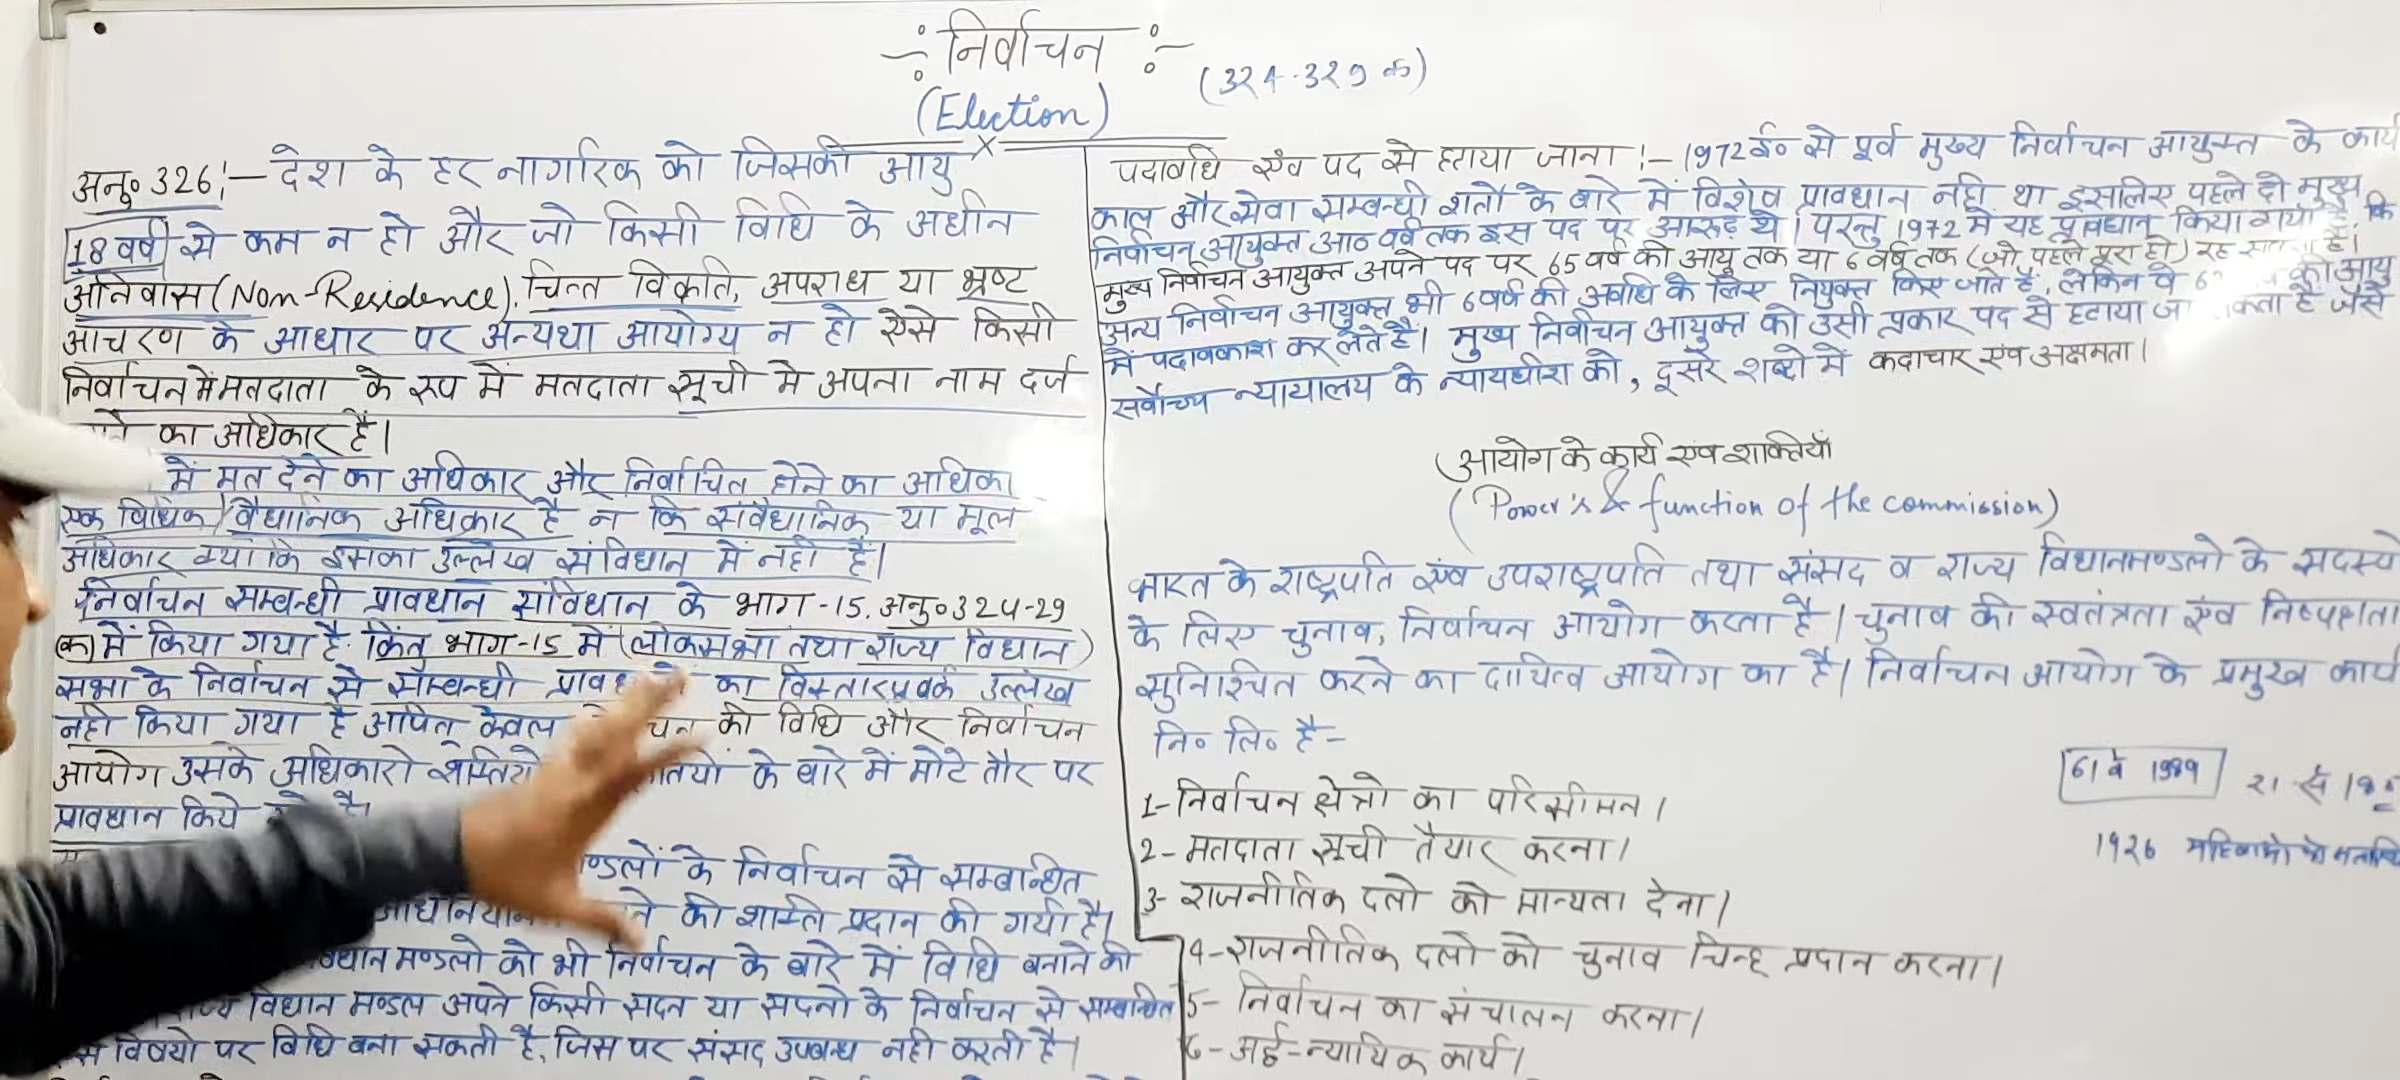 -: निर्वाचन :-
(324-329 क)
(Election)
अनु० 326:- देश के हर नागरिक को जिसकी आयु
18 वर्ष से कम न हो और जो किसी विधि के अधीन
अनिवास (Non-Residence), चित्त विकृति, अपराध या भ्रष्ट
आचरण के आधार पर अन्यथा आयोग्य न हो ऐसे किसी
निर्वाचन में मतदाता के रूप में मतदाता सूची मे अपना नाम दर्ज
का अधिकार है।
में मत देने का अधिकार और निर्वाचित होने का अधिका
एक विधिक/वैधानिक अधिकार है न कि संवैधानिक या मूल
अधिकार क्योंकि इसका उल्लेख संविधान में नही है।
निर्वाचन सम्बन्धी प्रावधान संविधान के भाग-15. अनु०324-29
(क) में किया गया है. किंतु भाग-15 में (लोकसभा तथा राज्य विधान)
सभा के निर्वाचन से सम्बन्धी का विस्तारपूर्वक उल्लेख
नही किया गया है अपितु केवल की विधि और निर्वाचन
आयोग उसके अधिकारो के बारे में मोटे तौर पर
प्रावधान किये है।
के निर्वाचन से सम्बन्धित
की शक्ति प्रदान की गयी है।
मण्डलो को भी निर्वाचन के बारे में विधि बनाने की
विधान मण्डल अपने किसी सदन या सदनो के निर्वाचन से सम्बन्धित
विषयो पर विधि बना सकती है, जिस पर संसद उपबन्ध नही करती है।
पदावधि एंव पद से हटाया जाना :- 1972 ई० से पूर्व मुख्य निर्वाचन आयुक्त के कार्य
काल और सेवा सम्बन्धी शर्तो के बारे में विशेष प्रावधान नही था इसलिए पहले दो मुख्य
निर्वाचन आयुक्त आठ वर्ष तक इस पद पर आरूढ़ थे। परन्तु 1972 मे यह प्रावधान किया गया है कि
मुख्य निर्वाचन आयुक्त अपने पद पर 65 वर्ष की आयु तक या 6 वर्ष तक (जो पहले पूरा हो) रह है।
अन्य निर्वाचन आयुक्त भी 6 वर्ष की अवधि के लिए नियुक्त किए जाते है, लेकिन वे की आयु
में पदावकाश कर लेते है। मुख्य निर्वाचन आयुक्त को उसी प्रकार पद से हटाया जा है जैसे
सर्वोच्च न्यायालय के न्यायधीश को, दूसरे शब्दो में कदाचार एंव अक्षमता।
(आयोग के कार्य एंव शक्तियाँ
(Power's & function of the commission)
भारत के राष्ट्रपति एंव उपराष्ट्रपति तथा संसद व राज्य विधानमण्डलो के सदस्यो
के लिए चुनाव, निर्वाचन आयोग करता है। चुनाव की स्वतंत्रता एंव निष्पक्षता
सुनिश्चित करने का दायित्व आयोग का है। निर्वाचन आयोग के प्रमुख कार्य
नि० लि० है-
61 वे 1989
21 से 18
1926
1- निर्वाचन क्षेत्रो का परिसीमन।
2- मतदाता सूची तैयार करना।
3- राजनीतिक दलो को मान्यता देना।
4- राजनीतिक दलो को चुनाव चिन्ह प्रदान करना।
5- निर्वाचन का संचालन करना।
6- अर्द्ध-न्यायिक कार्य।